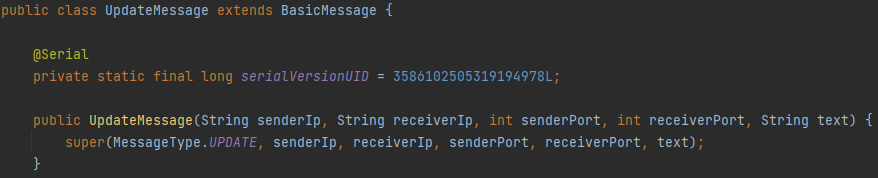 public class UpdateMessage extends BasicMessage {
@Serial
private static final long serialVersionUID = 3586102505319194978L;
public UpdateMessage(String senderIp, String receiverIp, int senderPort, int receiverPort, String text) {
super(MessageType.UPDATE, senderIp, receiverIp, senderPort, receiverPort, text);
}